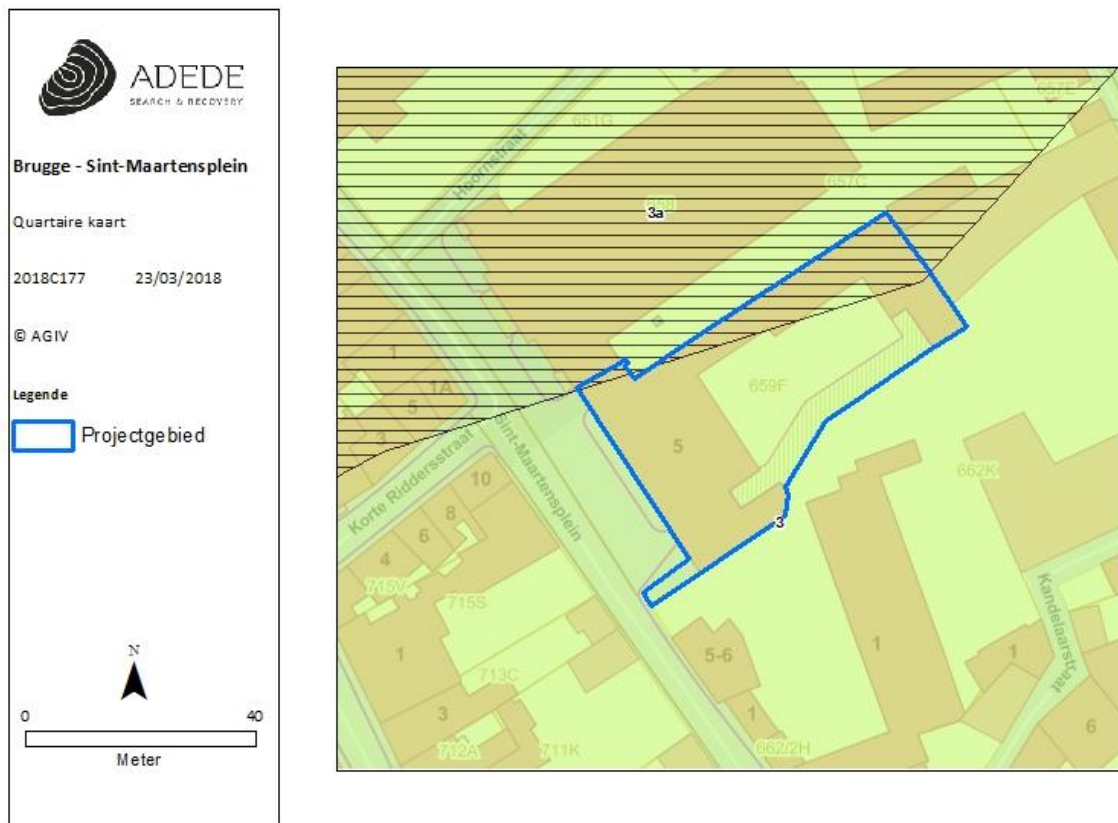 ADEDE
SEARCH & RECOVERY
Brugge - Sint-Maartensplein
Quartaire kaart
2018C177 23/03/2018
© AGIV
Legende
Projectgebied
N
0 40
Meter
651G
657E
657C
Hoornstraat
3a
1
1A
5
3
659F
5
Sint-Maartensplein
Korte Riddersstraat
10
8
6
4
662K
3
715V
715S
Kandelaarstraat
1
5-6
1
1
713C
3
1
6
712A
711K
662/2H